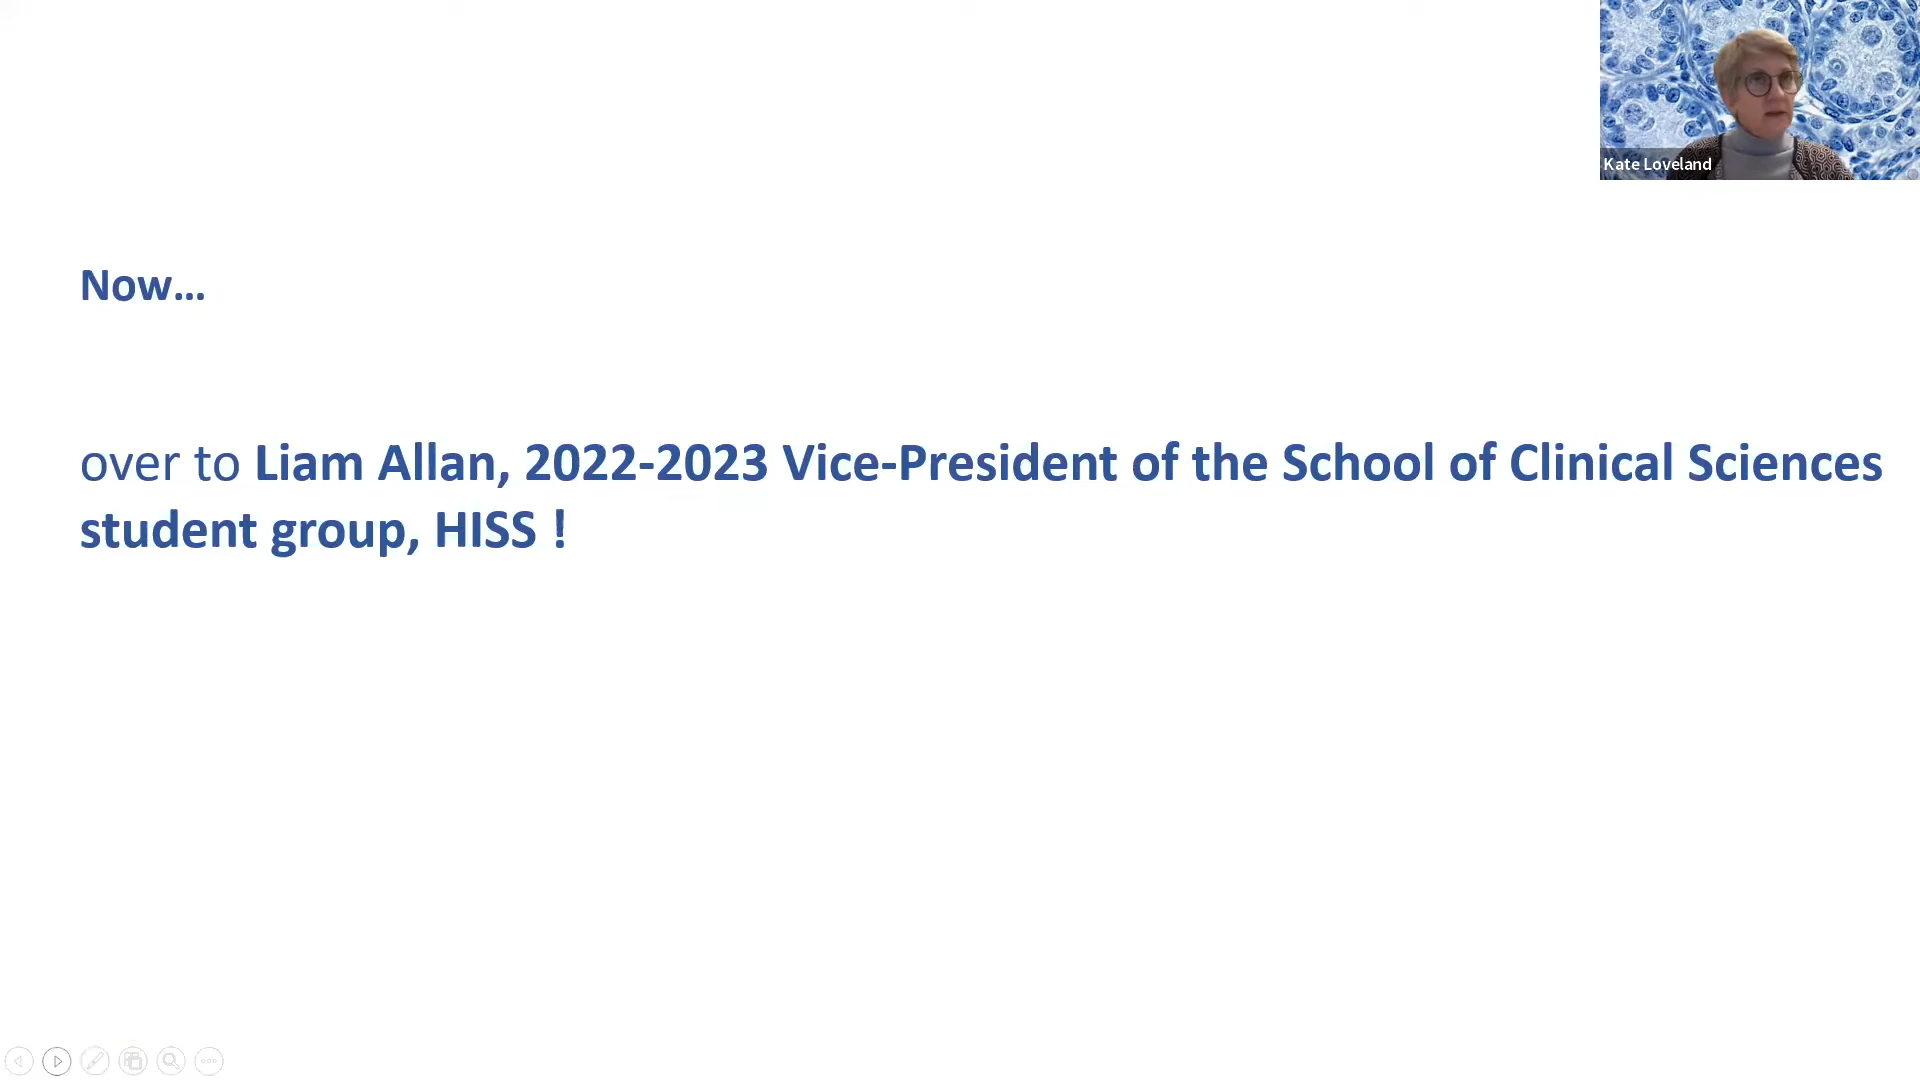 Kate Loveland
Now...
over to Liam Allan, 2022-2023 Vice-President of the School of Clinical Sciences
student group, HISS !